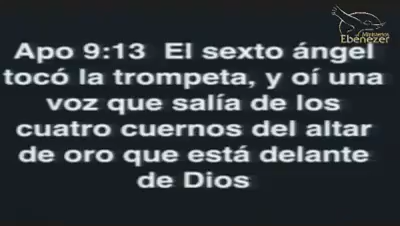 Ministerios
Ebenezer
Apo 9:13 El sexto ángel
tocó la trompeta, y oí una
voz que salía de los
cuatro cuernos del altar
de oro que está delante
de Dios